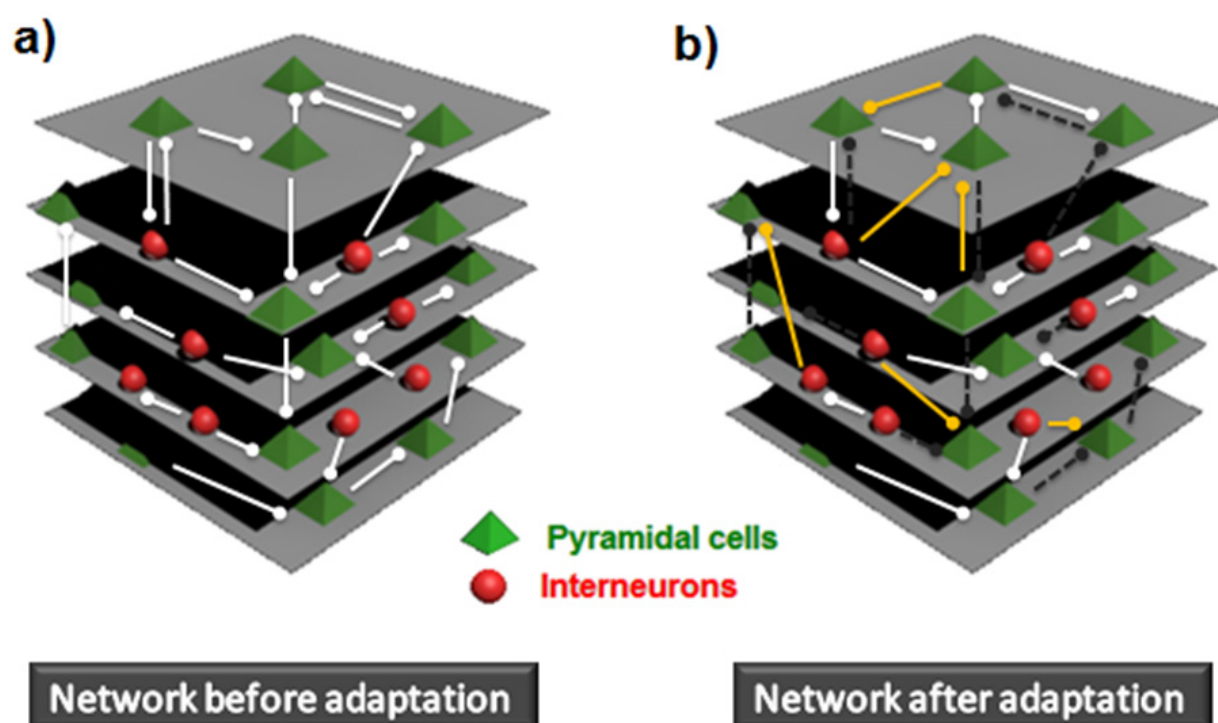 a)
b)
Pyramidal cells
Interneurons
Network before adaptation
Network after adaptation